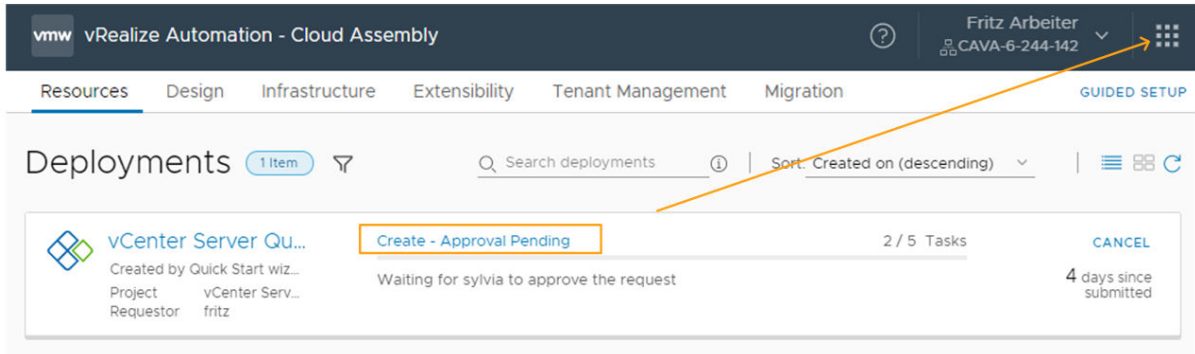 vmw vRealize Automation - Cloud Assembly
? Fritz Arbeiter
CAVA-6-244-142
Resources Design Infrastructure Extensibility Tenant Management Migration GUIDED SETUP
Deployments 1 Item Search deployments i Sort: Created on (descending)
vCenter Server Qu... Create - Approval Pending 2 / 5 Tasks CANCEL
Created by Quick Start wiz... Waiting for sylvia to approve the request 4 days since
submitted
Project vCenter Serv...
Requestor fritz